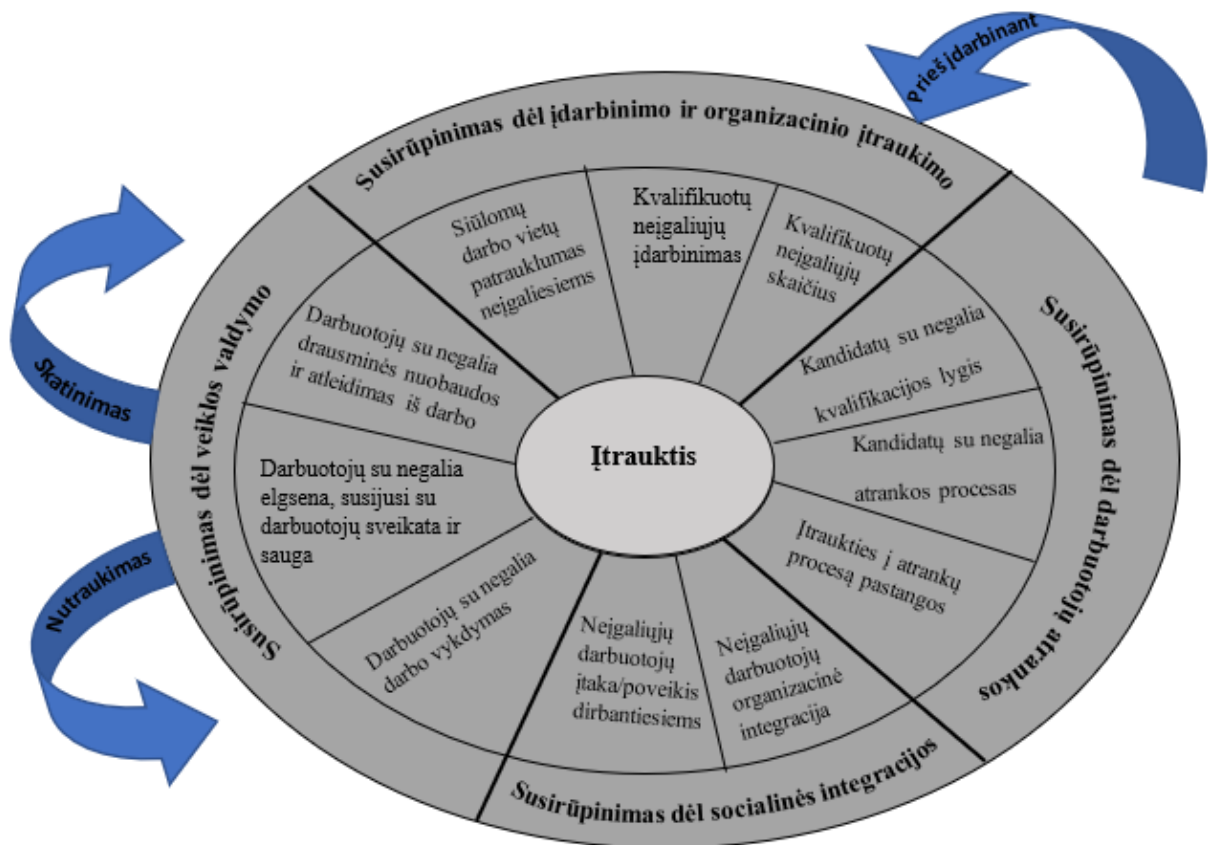 Prieš įdarbinant
Susirūpinimas dėl įdarbinimo ir organizacinio įtraukimo
Siūlomų
darbo vietų
patrauklumas
neįgaliesiems
Kvalifikuotų
neįgaliųjų
įdarbinimas
Kvalifikuotų
neįgaliųjų
skaičius
Susirūpinimas dėl darbuotojų atrankos
Kandidatų su negalia
kvalifikacijos lygis
Kandidatų su negalia
atrankos procesas
Įtraukties į atrankų
procesą pastangos
Susirūpinimas dėl socialinės integracijos
Neįgaliųjų
darbuotojų
organizacinė
integracija
Neįgaliųjų
darbuotojų
įtaka/poveikis
dirbantiesiems
Susirūpinimas dėl veiklos valdymo
Darbuotojų su negalia
darbo vykdymas
Darbuotojų su negalia
elgsena, susijusi su
darbuotojų sveikata ir
sauga
Darbuotojų su negalia
drausminės nuobaudos
ir atleidimas iš darbo
Įtrauktis
Skatinimas
Nutraukimas